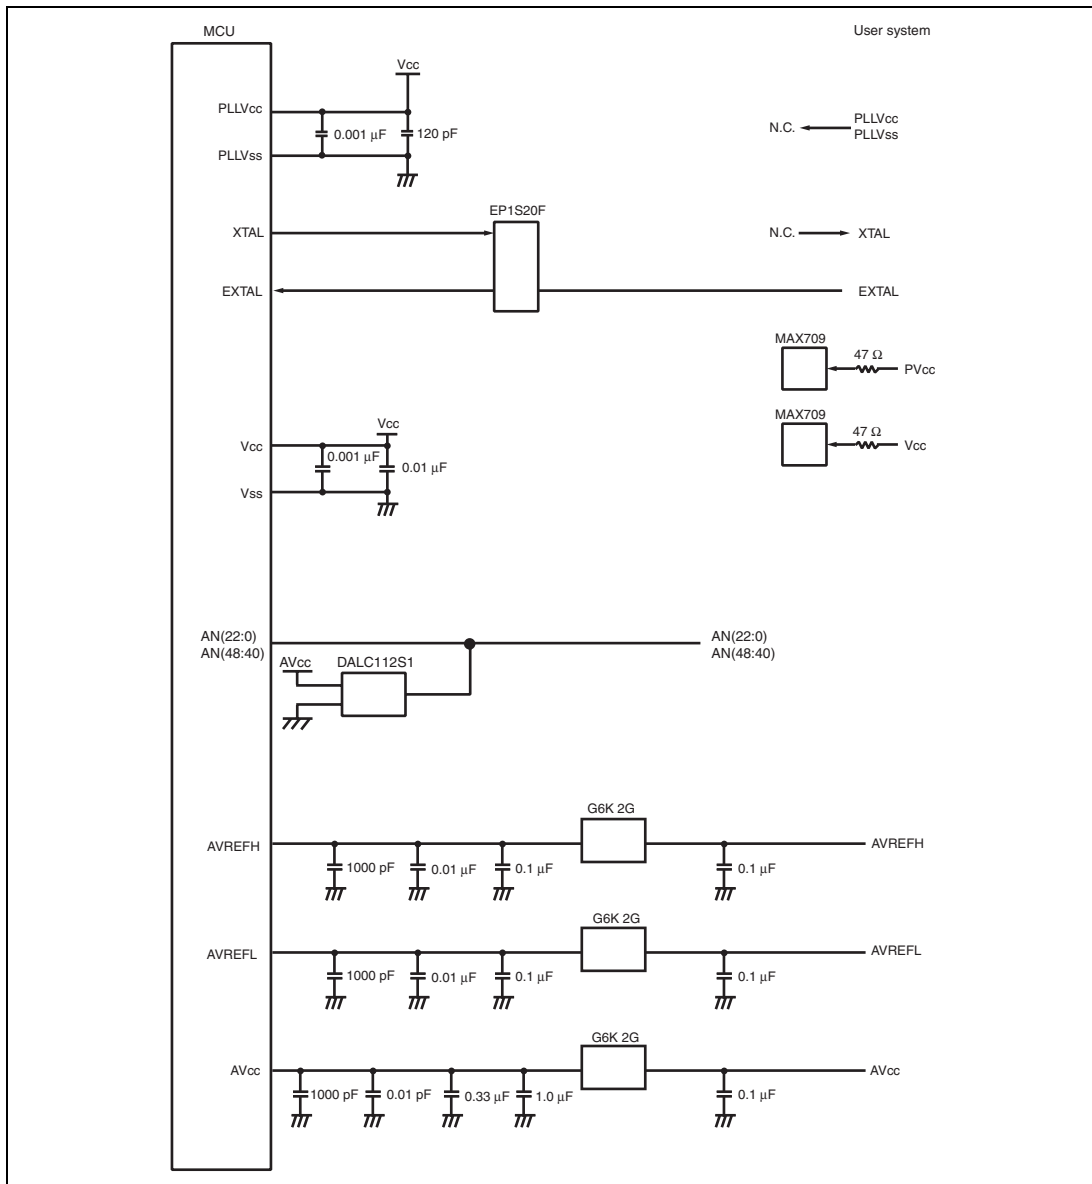 MCU
User system
Vcc
PLLVcc
0.001 µF
120 pF
PLLVss
N.C.
PLLVcc
PLLVss
EP1S20F
XTAL
N.C.
XTAL
EXTAL
EXTAL
MAX709
47 Ω
PVcc
MAX709
47 Ω
Vcc
Vcc
Vcc
0.001 µF
0.01 µF
Vss
AN(22:0)
AN(48:40)
AN(22:0)
AN(48:40)
AVcc
DALC112S1
G6K 2G
AVREFH
AVREFH
1000 pF
0.01 µF
0.1 µF
0.1 µF
G6K 2G
AVREFL
AVREFL
1000 pF
0.01 µF
0.1 µF
0.1 µF
G6K 2G
AVcc
AVcc
1000 pF
0.01 pF
0.33 µF
1.0 µF
0.1 µF